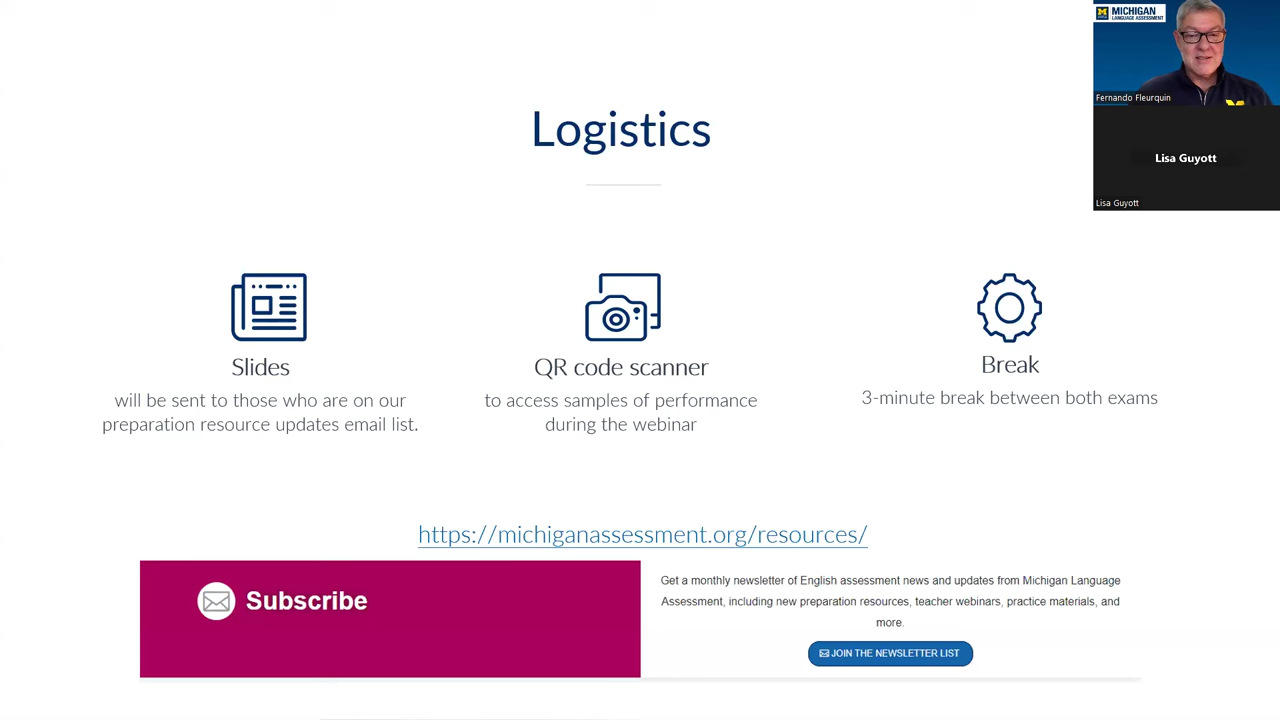 MICHIGAN
LANGUAGE ASSESSMENT
Fernando Fleurquin
Lisa Guyott
Lisa Guyott
Logistics
Slides
will be sent to those who are on our
preparation resource updates email list.
QR code scanner
to access samples of performance
during the webinar
Break
3-minute break between both exams
https://michiganassessment.org/resources/
Subscribe
Get a monthly newsletter of English assessment news and updates from Michigan Language
Assessment, including new preparation resources, teacher webinars, practice materials, and
more.
JOIN THE NEWSLETTER LIST